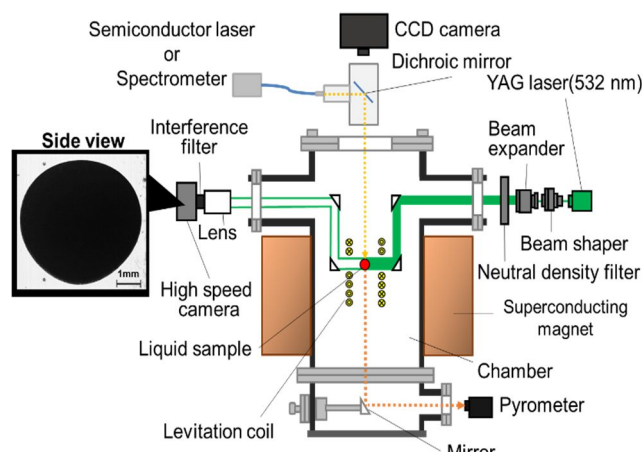 CCD camera
Semiconductor laser
or
Spectrometer
Dichroic mirror
YAG laser(532 nm)
Side view
Interference
filter
Beam
expander
1mm
Lens
High speed
camera
Beam shaper
Neutral density filter
Superconducting
magnet
Liquid sample
Chamber
Levitation coil
Pyrometer
Mirror